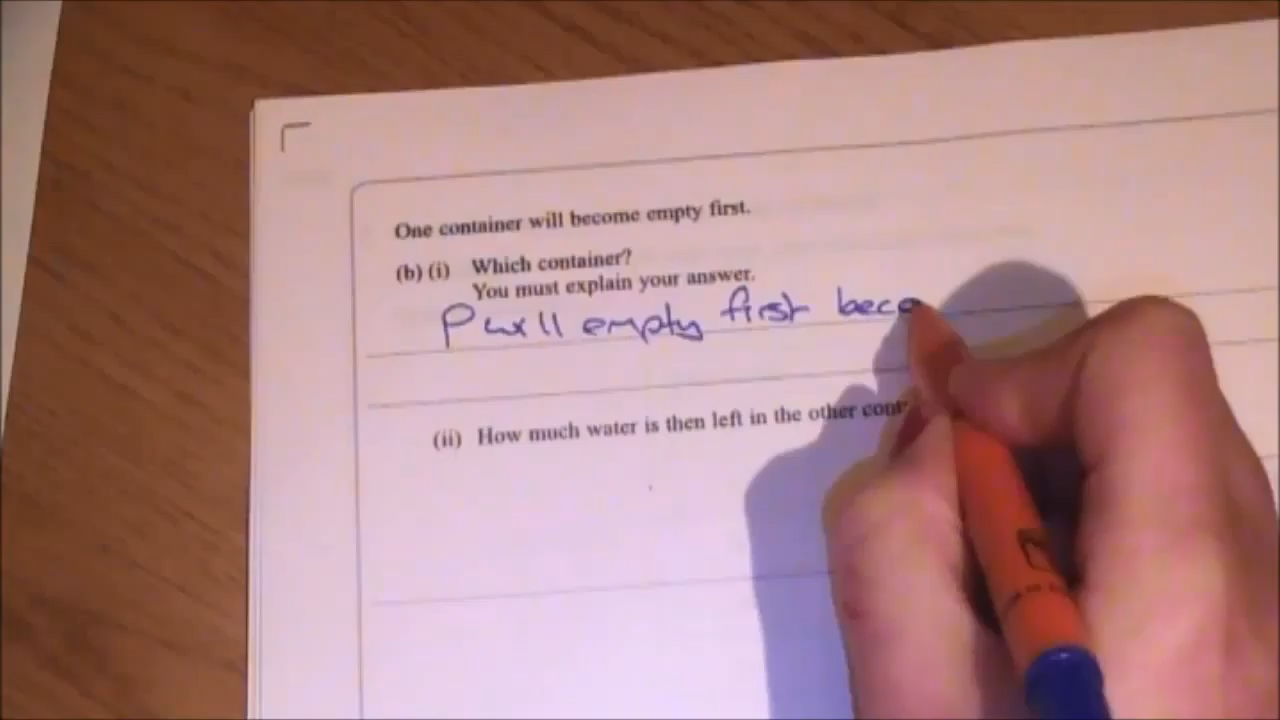 One container will become empty first.
(b) (i) Which container?
You must explain your answer.
P will empty first beca
(ii) How much water is then left in the other cont